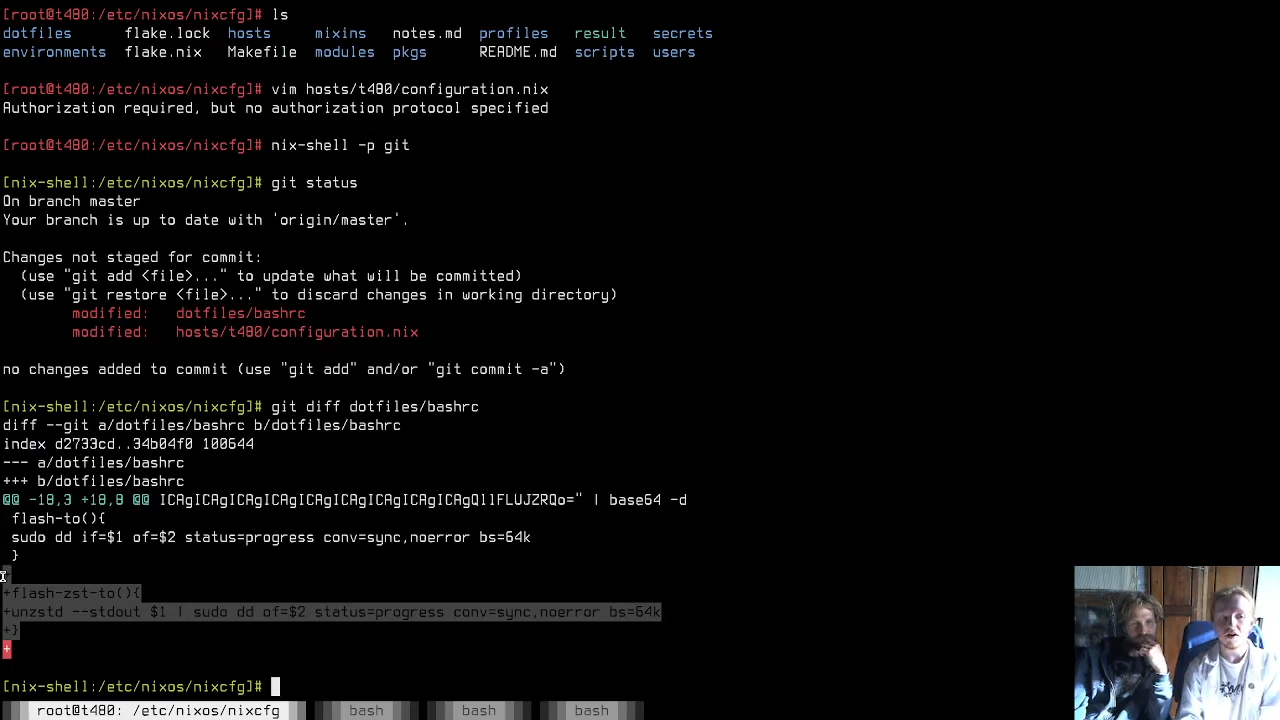 [root@t480:/etc/nixos/nixcfg]# ls
dotfiles flake.lock hosts mixins notes.md profiles result secrets
environments flake.nix Makefile modules pkgs README.md scripts users
[root@t480:/etc/nixos/nixcfg]# vim hosts/t480/configuration.nix
Authorization required, but no authorization protocol specified
[root@t480:/etc/nixos/nixcfg]# nix-shell -p git
[nix-shell:/etc/nixos/nixcfg]# git status
On branch master
Your branch is up to date with 'origin/master'.
Changes not staged for commit:
(use "git add <file>..." to update what will be committed)
(use "git restore <file>..." to discard changes in working directory)
modified: dotfiles/bashrc
modified: hosts/t480/configuration.nix
no changes added to commit (use "git add" and/or "git commit -a")
[nix-shell:/etc/nixos/nixcfg]# git diff dotfiles/bashrc
diff --git a/dotfiles/bashrc b/dotfiles/bashrc
index d2733cd..34b04f0 100644
--- a/dotfiles/bashrc
+++ b/dotfiles/bashrc
@@ -18,3 +18,8 @@ ICAgICAgICAgICAgICAgICAgICAgICAgICAgICAgQl1FLUJZRQo=" | base64 -d
flash-to(){
sudo dd if=$1 of=$2 status=progress conv=sync,noerror bs=64k
}
+
+flash-zst-to(){
+unzstd --stdout $1 | sudo dd of=$2 status=progress conv=sync,noerror bs=64k
+}
+
[nix-shell:/etc/nixos/nixcfg]#
root@t480: /etc/nixos/nixcfg bash bash bash